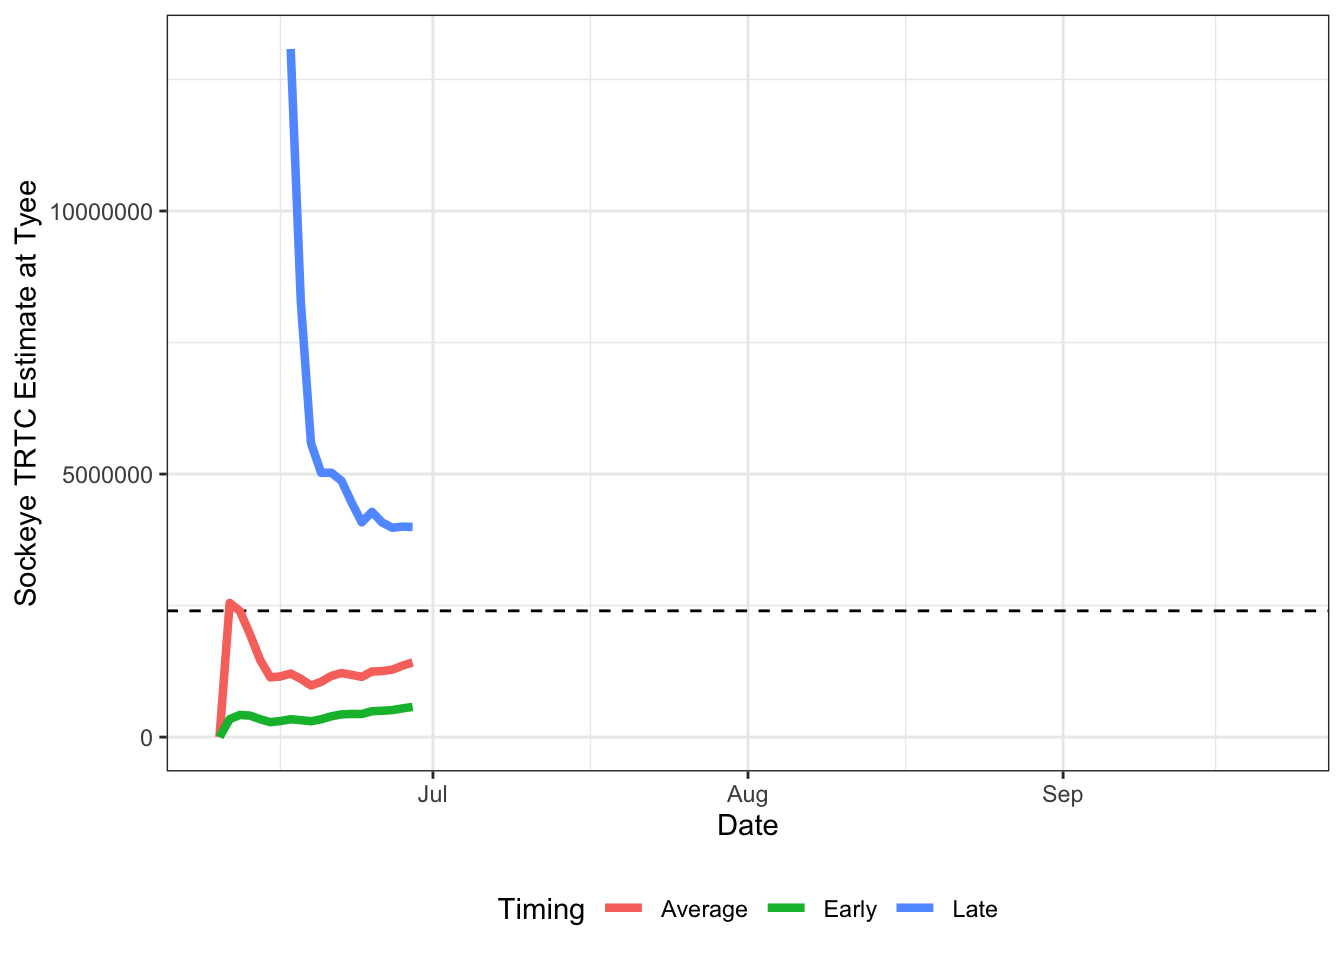 Sockeye TRTC Estimate at Tyee
10000000
5000000
0
Jul Aug Sep
Date
Timing Average Early Late